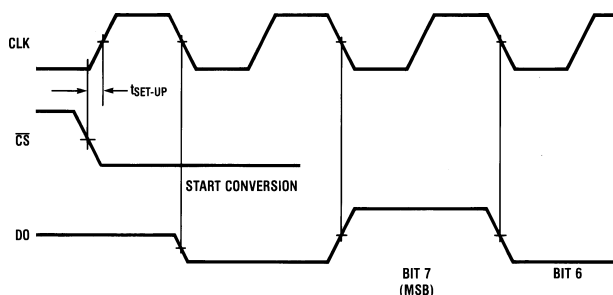 CLK
tSET-UP
CS
START CONVERSION
DO
BIT 7
(MSB)
BIT 6